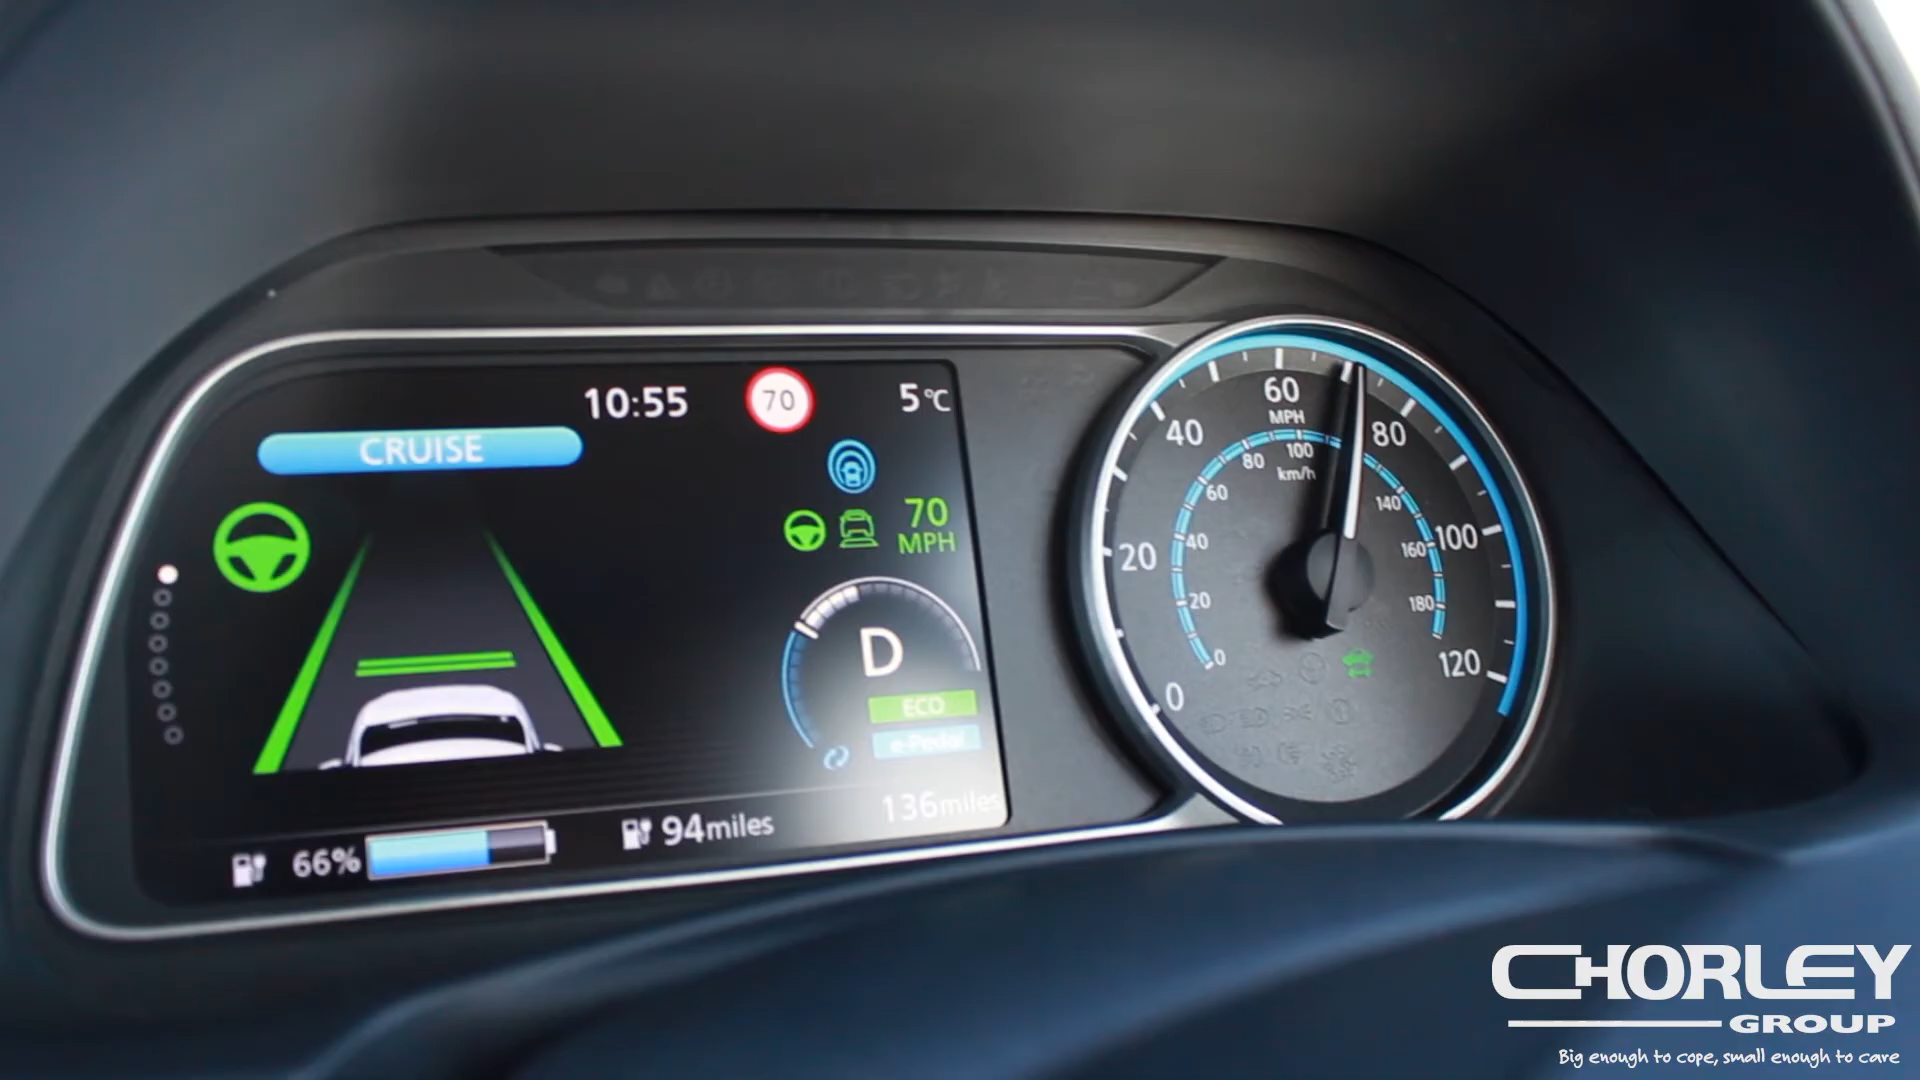 10:55
70
5°C
CRUISE
70
MPH
D
ECO
e-Pedal
66%
94miles
136miles
0
20
40
60
80
100
120
MPH
0
20
40
60
80
100
140
160
180
km/h
CHORLEY
GROUP
Big enough to cope, small enough to care